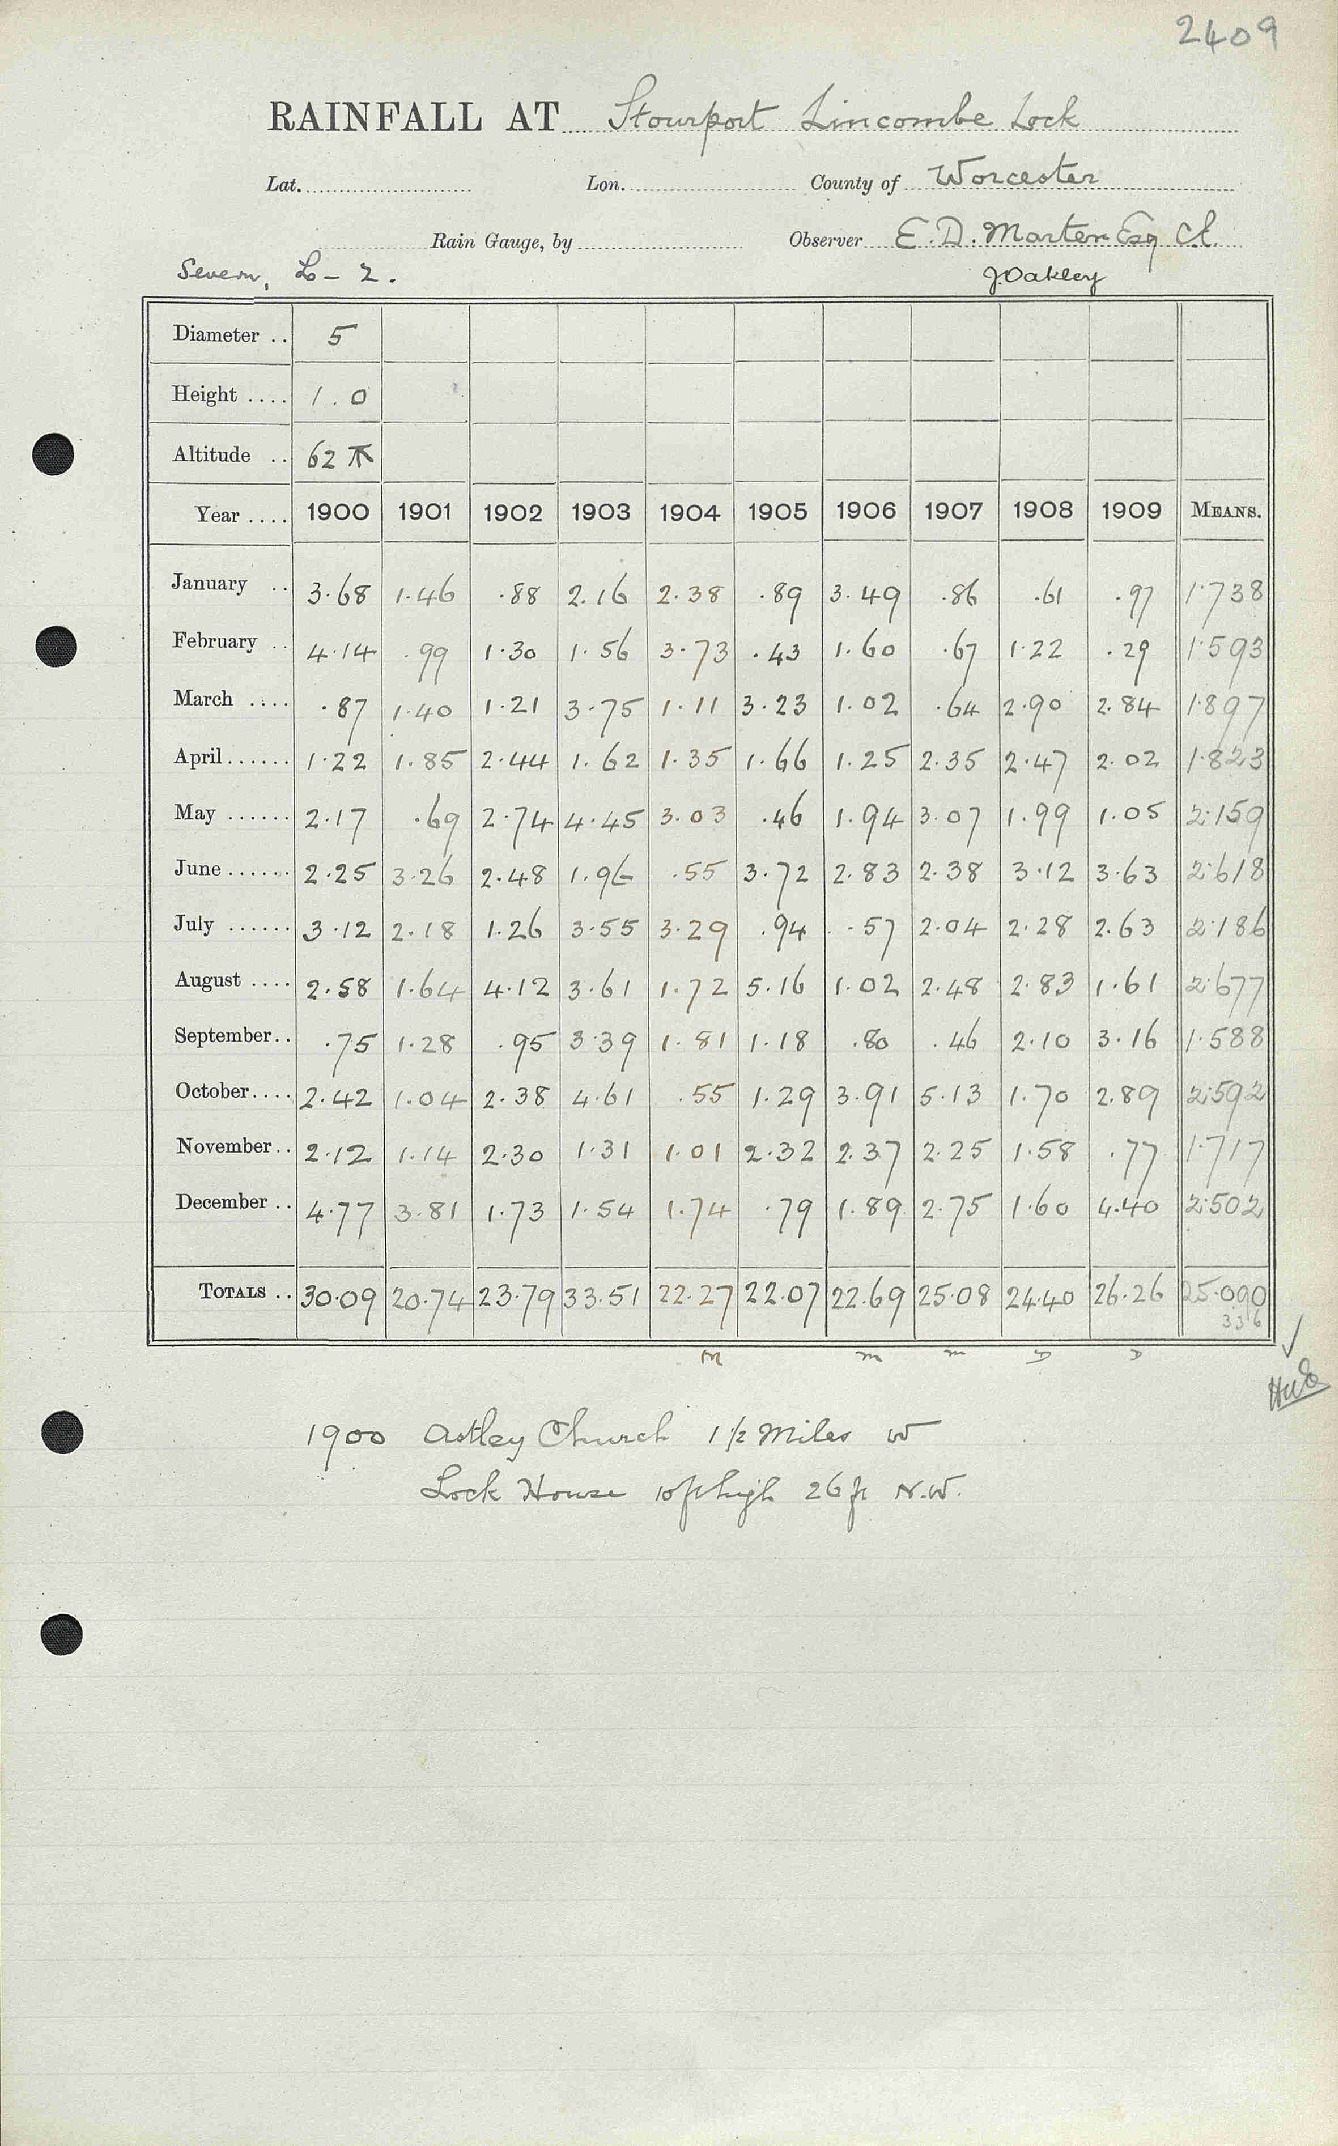 2409
RAINFALL AT Stourport Lincombe Lock
Lat. Lon. County of Worcester
Rain Gauge, by Observer E. D. Marten Esq C.E.
Severn, L - 2. J. Oakley
Diameter .. 5
Height .... 1.0
Altitude .. 62
Year .... 1900 1901 1902 1903 1904 1905 1906 1907 1908 1909 MEANS.
January .. 3.68 1.46 .88 2.16 2.38 .89 3.49 .86 .61 .97 1.738
February .. 4.14 .99 1.30 1.56 3.73 .43 1.60 .67 1.22 .29 1.593
March .... .87 1.40 1.21 3.75 1.11 3.23 1.02 .64 2.90 2.84 1.897
April...... 1.22 1.85 2.44 1.62 1.35 1.66 1.25 2.35 2.47 2.02 1.823
May ...... 2.17 .69 2.74 4.45 3.03 .46 1.94 3.07 1.99 1.05 2.159
June ...... 2.25 3.26 2.48 1.96 .55 3.72 2.83 2.38 3.12 3.63 2.618
July ...... 3.12 2.18 1.26 3.55 3.29 .94 .57 2.04 2.28 2.63 2.186
August .... 2.58 1.64 4.12 3.61 1.72 5.16 1.02 2.48 2.83 1.61 2.677
September.. .75 1.28 .95 3.39 1.81 1.18 .80 .46 2.10 3.16 1.588
October.... 2.42 1.04 2.38 4.61 .55 1.29 3.91 5.13 1.70 2.89 2.592
November.. 2.12 1.14 2.30 1.31 1.01 2.32 2.37 2.25 1.58 .77 1.717
December .. 4.77 3.81 1.73 1.54 1.74 .79 1.89 2.75 1.60 4.40 2.502
TOTALS .. 30.09 20.74 23.79 33.51 22.27 22.07 22.69 25.08 24.40 26.26 25.090
336
M m m D D
1900 Astley Church 1 1/2 Miles W
Lock House 10ft high 26 ft N.W.